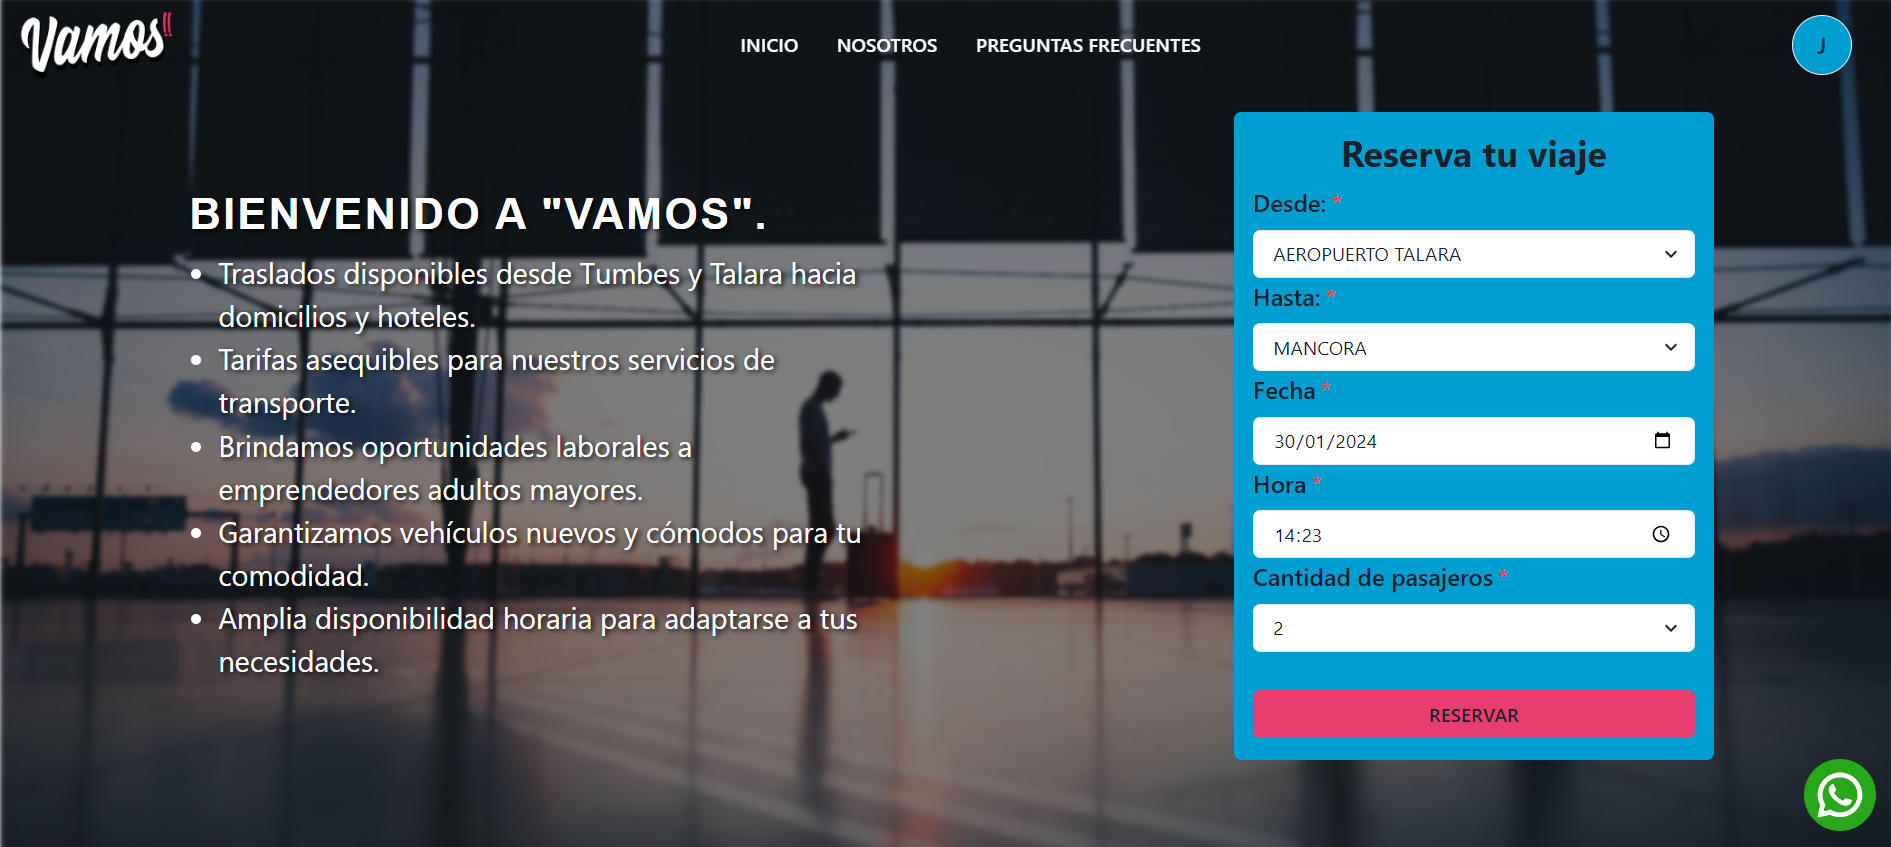 Vamos!!
INICIO NOSOTROS PREGUNTAS FRECUENTES
J
BIENVENIDO A "VAMOS".
• Traslados disponibles desde Tumbes y Talara hacia
domicilios y hoteles.
• Tarifas asequibles para nuestros servicios de
transporte.
• Brindamos oportunidades laborales a
emprendedores adultos mayores.
• Garantizamos vehículos nuevos y cómodos para tu
comodidad.
• Amplia disponibilidad horaria para adaptarse a tus
necesidades.
Reserva tu viaje
Desde: *
AEROPUERTO TALARA
Hasta: *
MANCORA
Fecha *
30/01/2024
Hora *
14:23
Cantidad de pasajeros *
2
RESERVAR